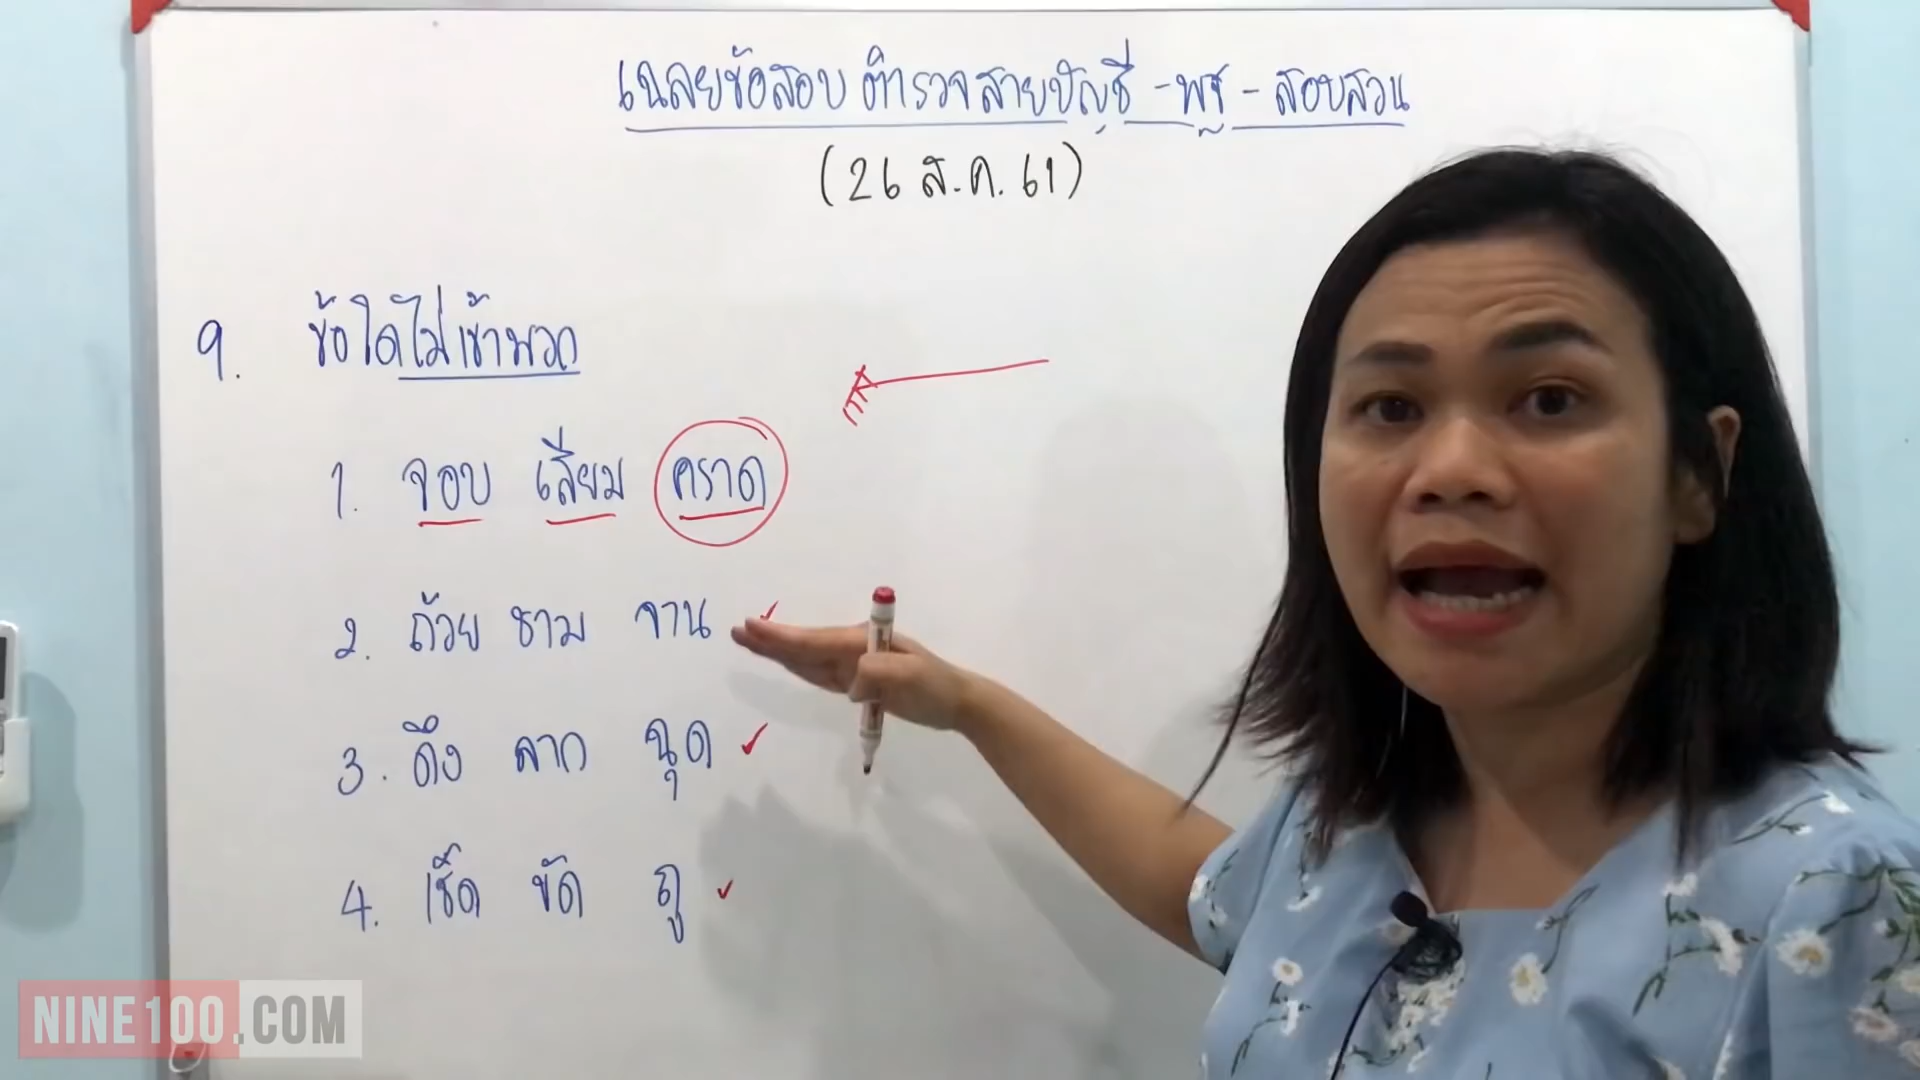 เฉลยข้อสอบตำรวจสายบัญชี - พฐ - สอบสวน
(26 ส.ค. 61)
9. ข้อใดไม่เข้าพวก
1. จอบ เสียม คราด
2. ถ้วย ชาม จาน
3. ดึง ลาก ฉุด
4. เช็ด ขัด ถู
NINE100.COM